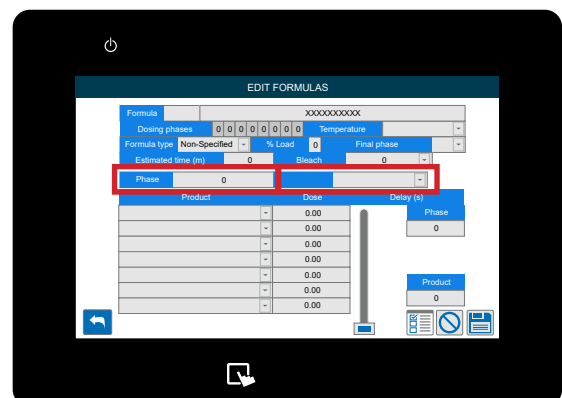 EDIT FORMULAS
Formula XXXXXXXXXX
Dosing phases 0 0 0 0 0 0 0 0 Temperature
Formula type Non-Specified % Load 0 Final phase
Estimated time (m) 0 Bleach 0
Phase 0
Product Dose Delay (s)
0.00 Phase
0.00 0
0.00
0.00
0.00 Product
0.00 0
0.00